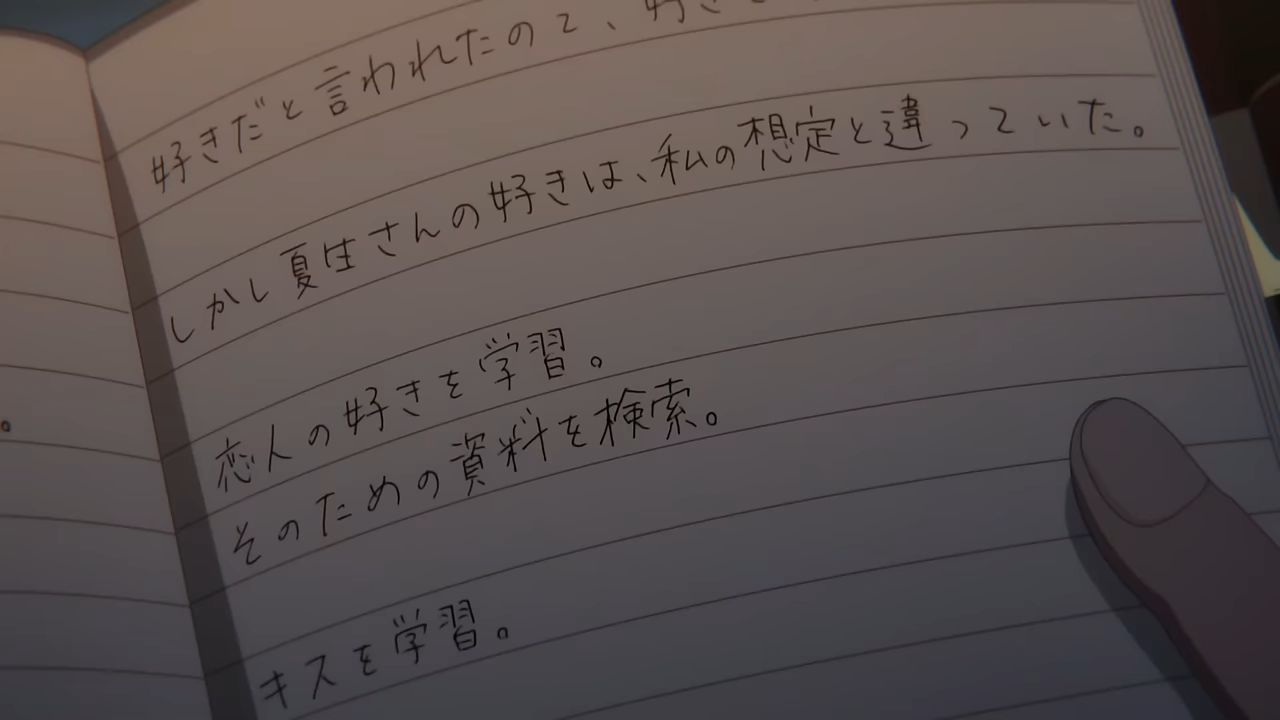 好きだと言われたので、好き
しかし夏生さんの好きは、私の想定と違っていた。
恋人の好きを学習。
そのための資料を検索。
キスを学習。